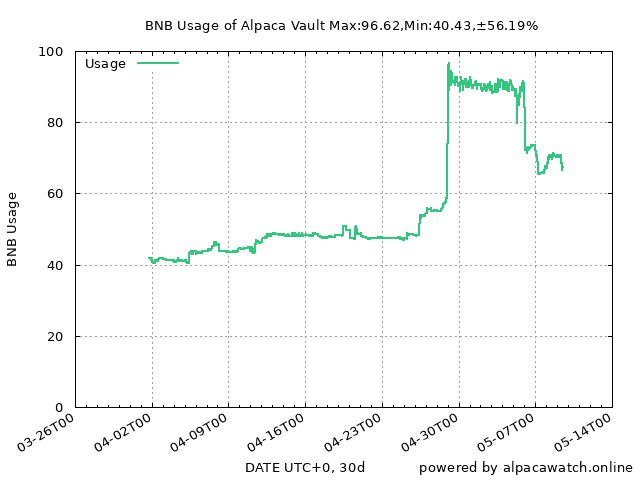 BNB Usage of Alpaca Vault Max:96.62,Min:40.43,±56.19%
Usage
100
80
60
40
20
0
BNB Usage
03-26T00
04-02T00
04-09T00
04-16T00
04-23T00
04-30T00
05-07T00
05-14T00
DATE UTC+0, 30d
powered by alpacawatch.online